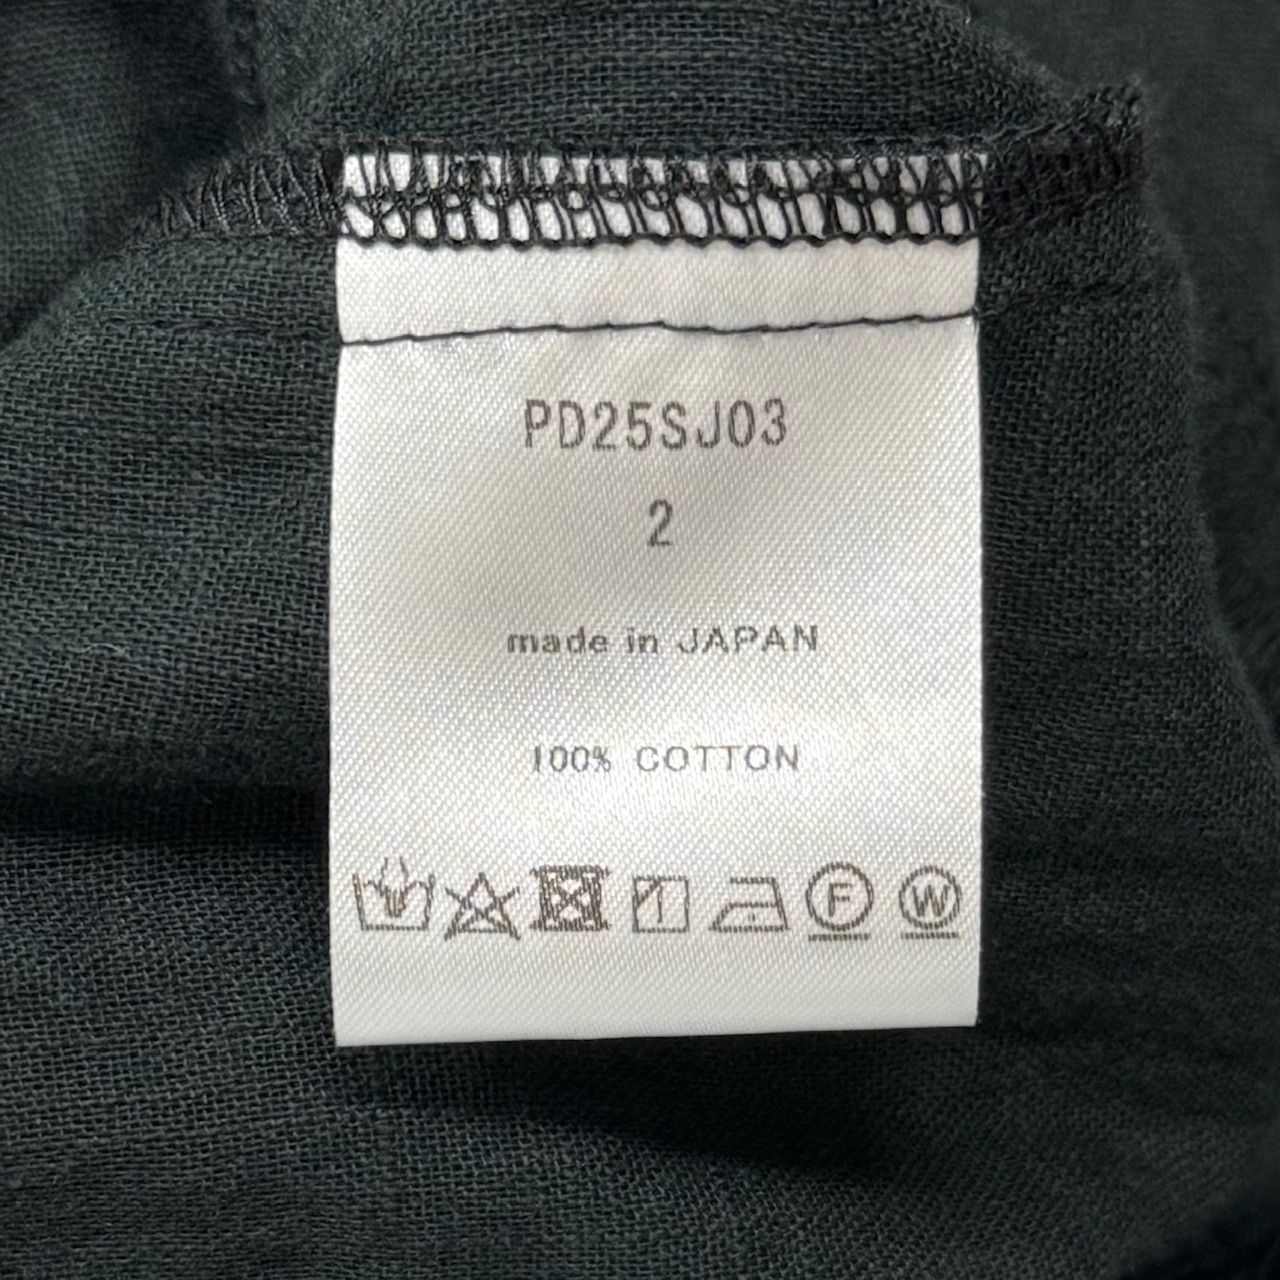 PD25SJ03
2
made in JAPAN
100% COTTON
F W